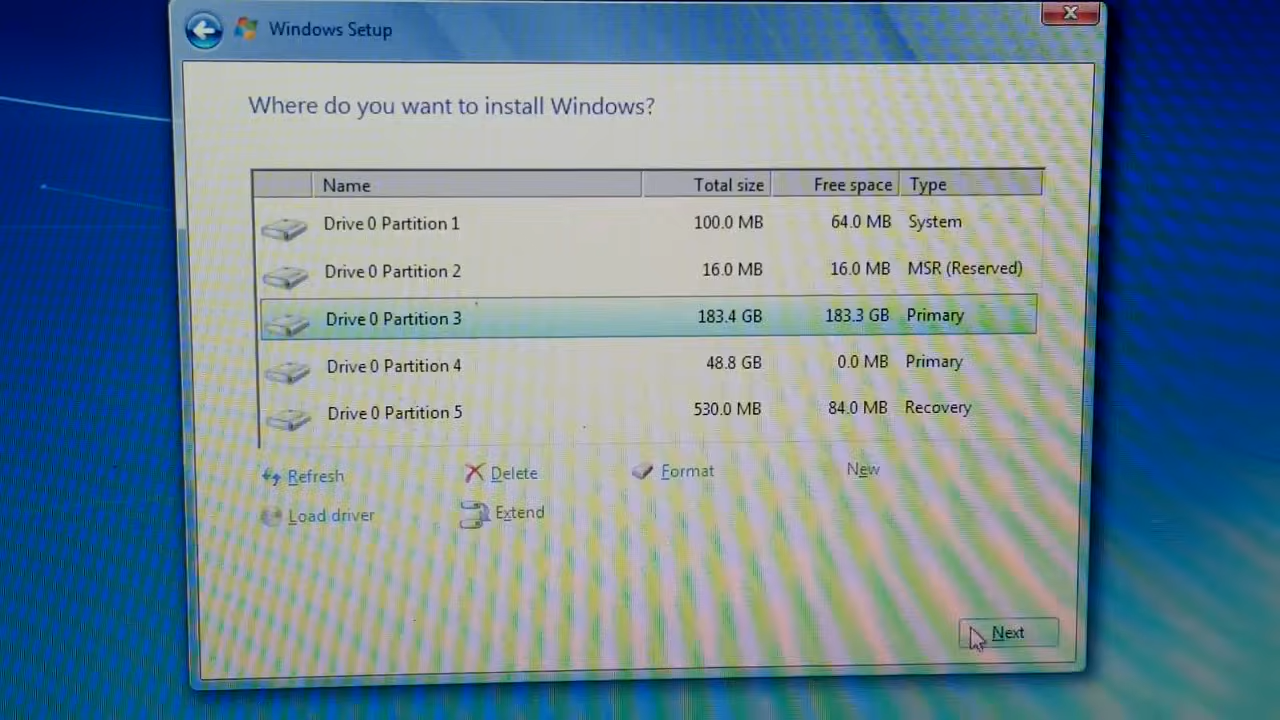 Windows Setup
Where do you want to install Windows?
Name Total size Free space Type
Drive 0 Partition 1 100.0 MB 64.0 MB System
Drive 0 Partition 2 16.0 MB 16.0 MB MSR (Reserved)
Drive 0 Partition 3 183.4 GB 183.3 GB Primary
Drive 0 Partition 4 48.8 GB 0.0 MB Primary
Drive 0 Partition 5 530.0 MB 84.0 MB Recovery
Refresh Delete Format New
Load driver Extend
Next